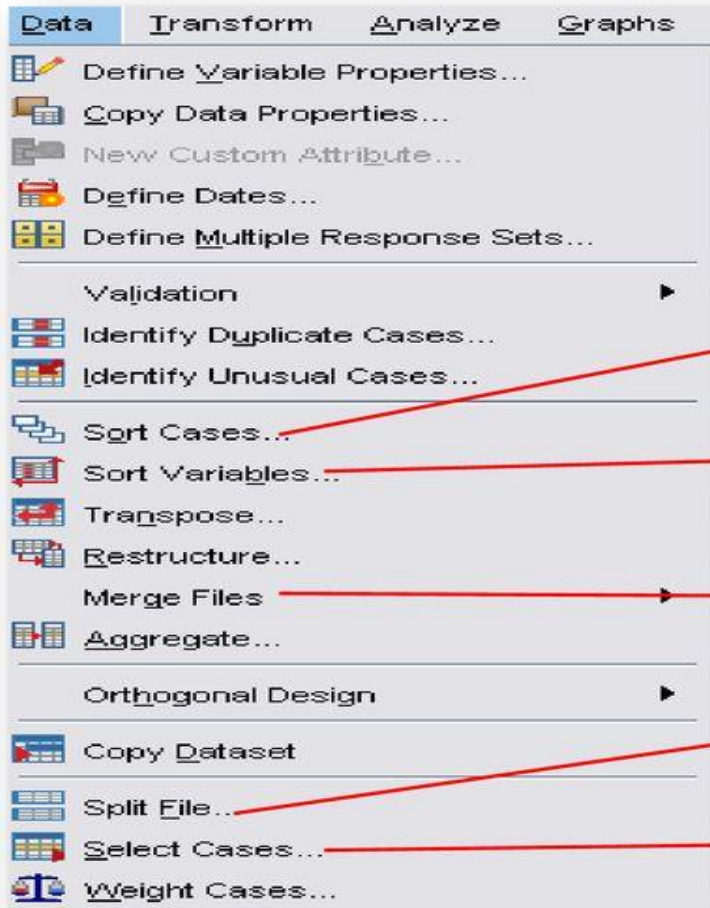 Data Transform Analyze Graphs
Define Variable Properties...
Copy Data Properties...
New Custom Attribute...
Define Dates...
Define Multiple Response Sets...
Validation
Identify Duplicate Cases...
Identify Unusual Cases...
Sort Cases...
Sort Variables...
Transpose...
Restructure...
Merge Files
Aggregate...
Orthogonal Design
Copy Dataset
Split File...
Select Cases...
Weight Cases...